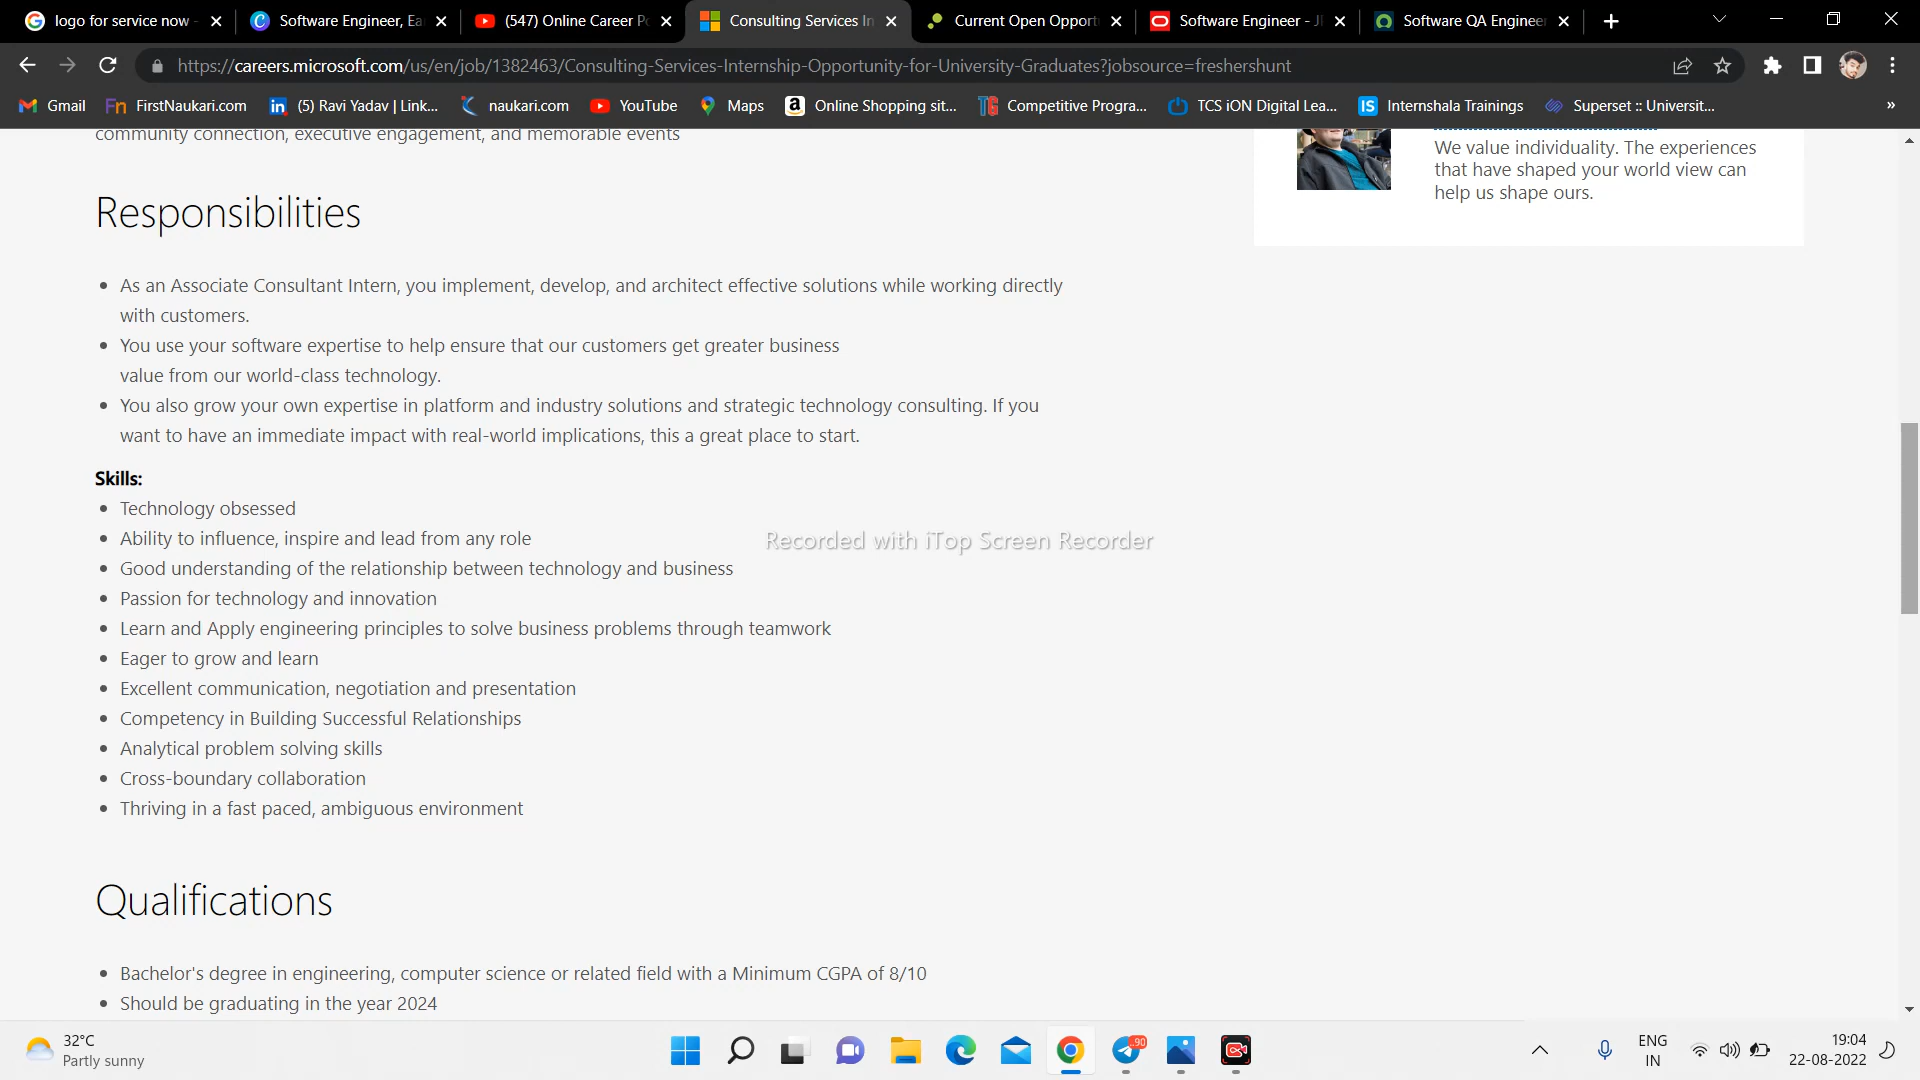 logo for service now -
Software Engineer, Ea
(547) Online Career Po
Consulting Services In
Current Open Opport
Software Engineer - JI
Software QA Engineer
https://careers.microsoft.com/us/en/job/1382463/Consulting-Services-Internship-Opportunity-for-University-Graduates?jobsource=freshershunt
Gmail
FirstNaukari.com
(5) Ravi Yadav | Link...
naukari.com
YouTube
Maps
Online Shopping sit...
Competitive Progra...
TCS iON Digital Lea...
Internshala Trainings
Superset :: Universit...
»
community connection, executive engagement, and memorable events
We value individuality. The experiences
that have shaped your world view can
help us shape ours.
Responsibilities
• As an Associate Consultant Intern, you implement, develop, and architect effective solutions while working directly
with customers.
• You use your software expertise to help ensure that our customers get greater business
value from our world-class technology.
• You also grow your own expertise in platform and industry solutions and strategic technology consulting. If you
want to have an immediate impact with real-world implications, this a great place to start.
Skills:
• Technology obsessed
• Ability to influence, inspire and lead from any role
Recorded with iTop Screen Recorder
• Good understanding of the relationship between technology and business
• Passion for technology and innovation
• Learn and Apply engineering principles to solve business problems through teamwork
• Eager to grow and learn
• Excellent communication, negotiation and presentation
• Competency in Building Successful Relationships
• Analytical problem solving skills
• Cross-boundary collaboration
• Thriving in a fast paced, ambiguous environment
Qualifications
• Bachelor's degree in engineering, computer science or related field with a Minimum CGPA of 8/10
• Should be graduating in the year 2024
32°C
Partly sunny
90
ENG
IN
19:04
22-08-2022